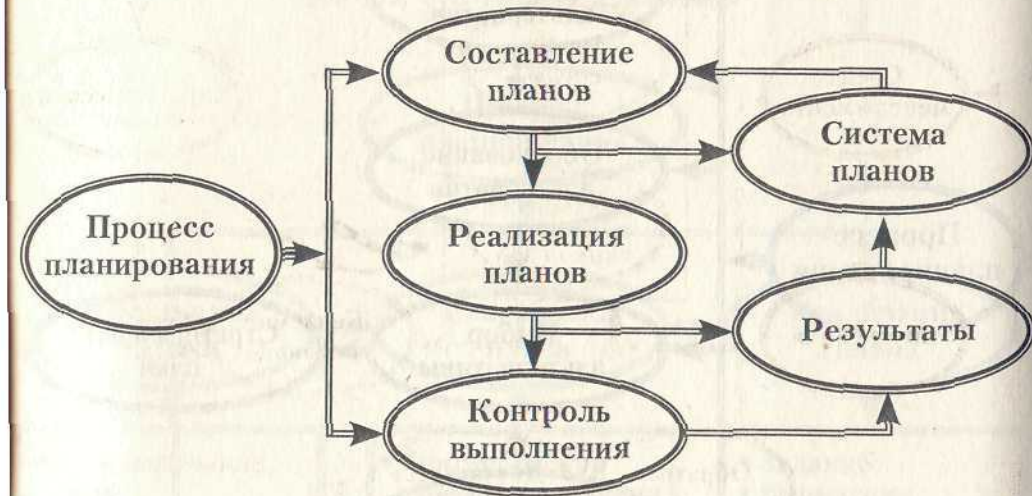 Составление
планов
Система
планов
Процесс
планирования
Реализация
планов
Результаты
Контроль
выполнения